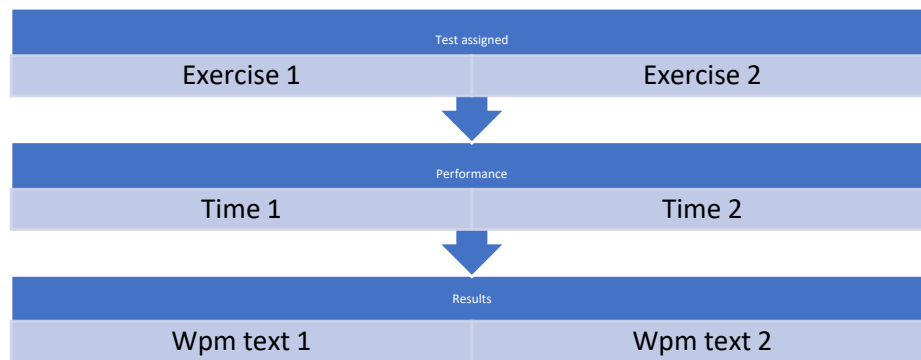 Test assigned
Exercise 1 Exercise 2
Performance
Time 1 Time 2
Results
Wpm text 1 Wpm text 2